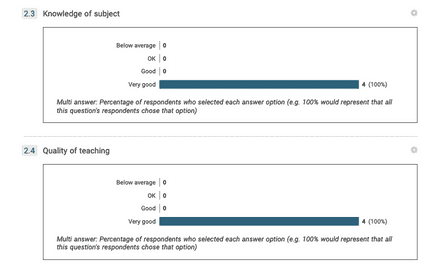 2.3 Knowledge of subject
Below average 0
OK 0
Good 0
Very good 4 (100%)
Multi answer: Percentage of respondents who selected each answer option (e.g. 100% would represent that all
this question's respondents chose that option)
2.4 Quality of teaching
Below average 0
OK 0
Good 0
Very good 4 (100%)
Multi answer: Percentage of respondents who selected each answer option (e.g. 100% would represent that all
this question's respondents chose that option)